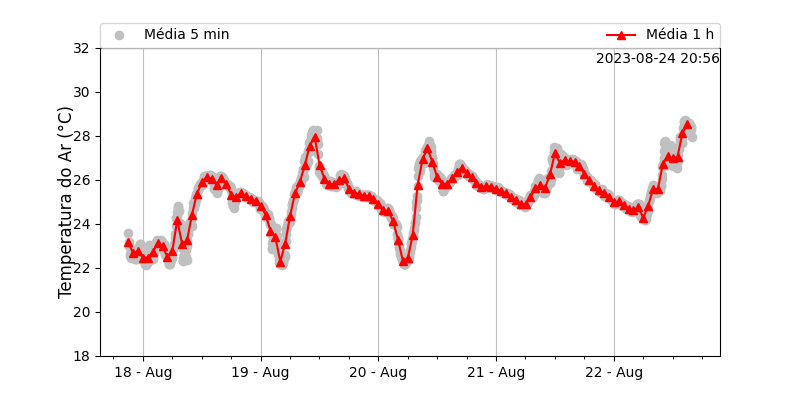 Média 5 min
Média 1 h
2023-08-24 20:56
Temperatura do Ar (°C)
32
30
28
26
24
22
20
18
18 - Aug
19 - Aug
20 - Aug
21 - Aug
22 - Aug